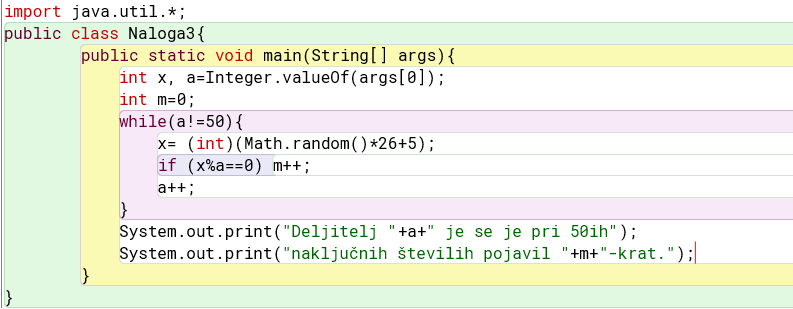 import java.util.*;
public class Naloga3{
public static void main(String[] args){
int x, a=Integer.valueOf(args[0]);
int m=0;
while(a!=50){
x= (int)(Math.random()*26+5);
if (x%a==0) m++;
a++;
}
System.out.print("Deljitelj "+a+" je se je pri 50ih");
System.out.print("naključnih številih pojavil "+m+"-krat.");
}
}